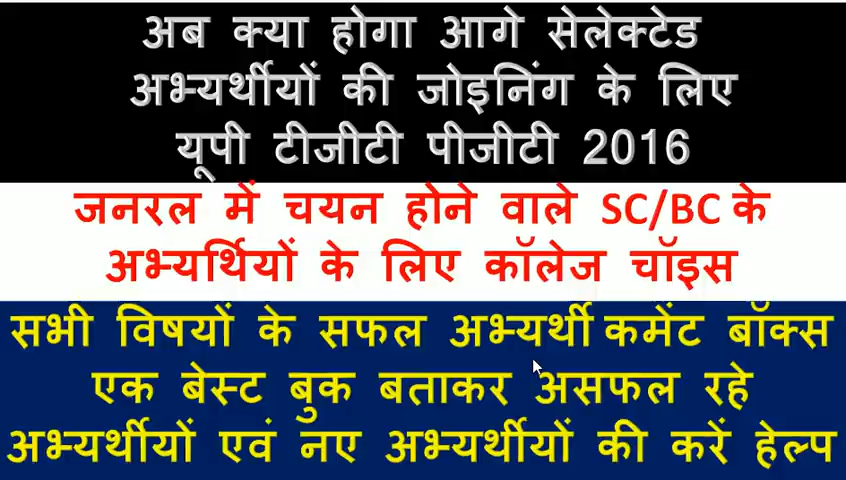 अब क्या होगा आगे सेलेक्टेड
अभ्यर्थीयों की जोइनिंग के लिए
यूपी टीजीटी पीजीटी 2016
जनरल में चयन होने वाले SC/BC के
अभ्यर्थियों के लिए कॉलेज चॉइस
सभी विषयों के सफल अभ्यर्थी कमेंट बॉक्स
एक बेस्ट बुक बताकर असफल रहे
अभ्यर्थीयों एवं नए अभ्यर्थीयों की करें हेल्प